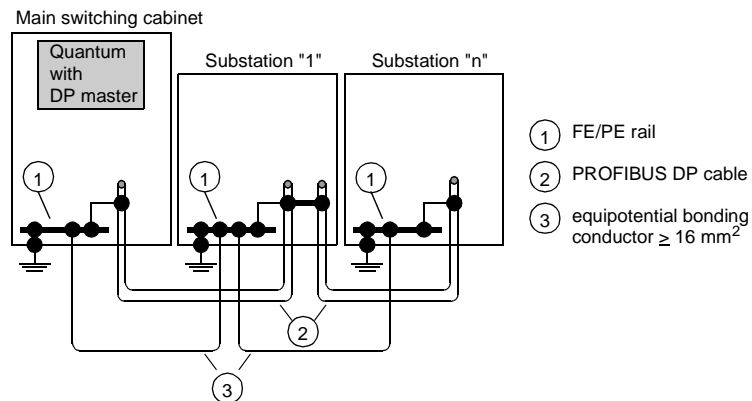 Main switching cabinet
Quantum
with
DP master
Substation "1"
Substation "n"
1
1
1
2
3
1 FE/PE rail
2 PROFIBUS DP cable
3 equipotential bonding
conductor ≥ 16 mm²